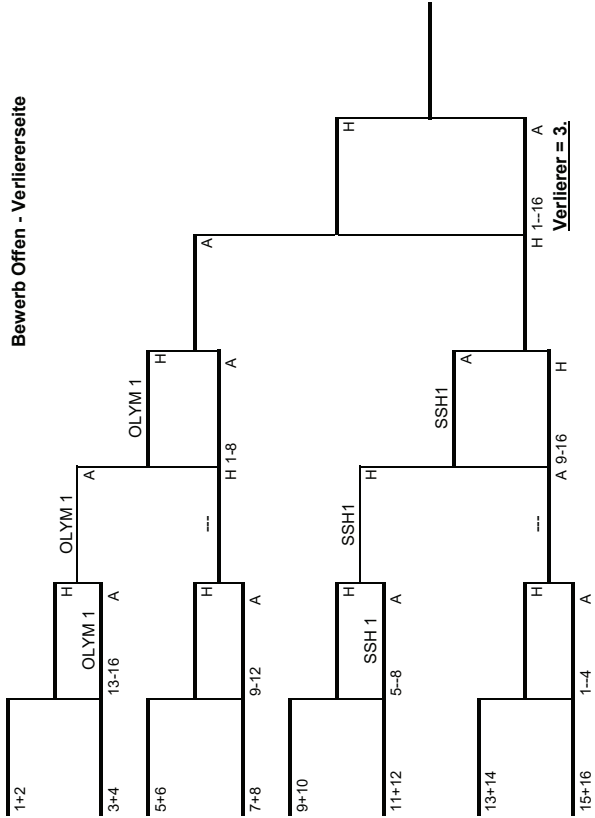 Bewerb Offen - Verliererseite
1+2
3+4
5+6
7+8
9+10
11+12
13+14
15+16
H
OLYM 1
13-16
A
H
9-12
A
H
SSH 1
5--8
A
H
1--4
A
OLYM 1
A
---
H
1-8
SSH1
H
---
A
9-16
OLYM 1
H
A
SSH1
A
H
A
H
1--16
H
A
Verlierer = 3.